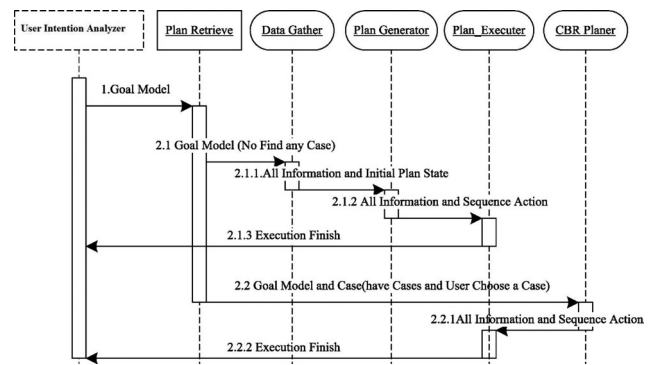 User Intention Analyzer
Plan Retrieve
Data Gather
Plan Generator
Plan_Executer
CBR Planer
1.Goal Model
2.1 Goal Model (No Find any Case)
2.1.1.All Information and Initial Plan State
2.1.2 All Information and Sequence Action
2.1.3 Execution Finish
2.2 Goal Model and Case(have Cases and User Choose a Case)
2.2.1All Information and Sequence Action
2.2.2 Execution Finish